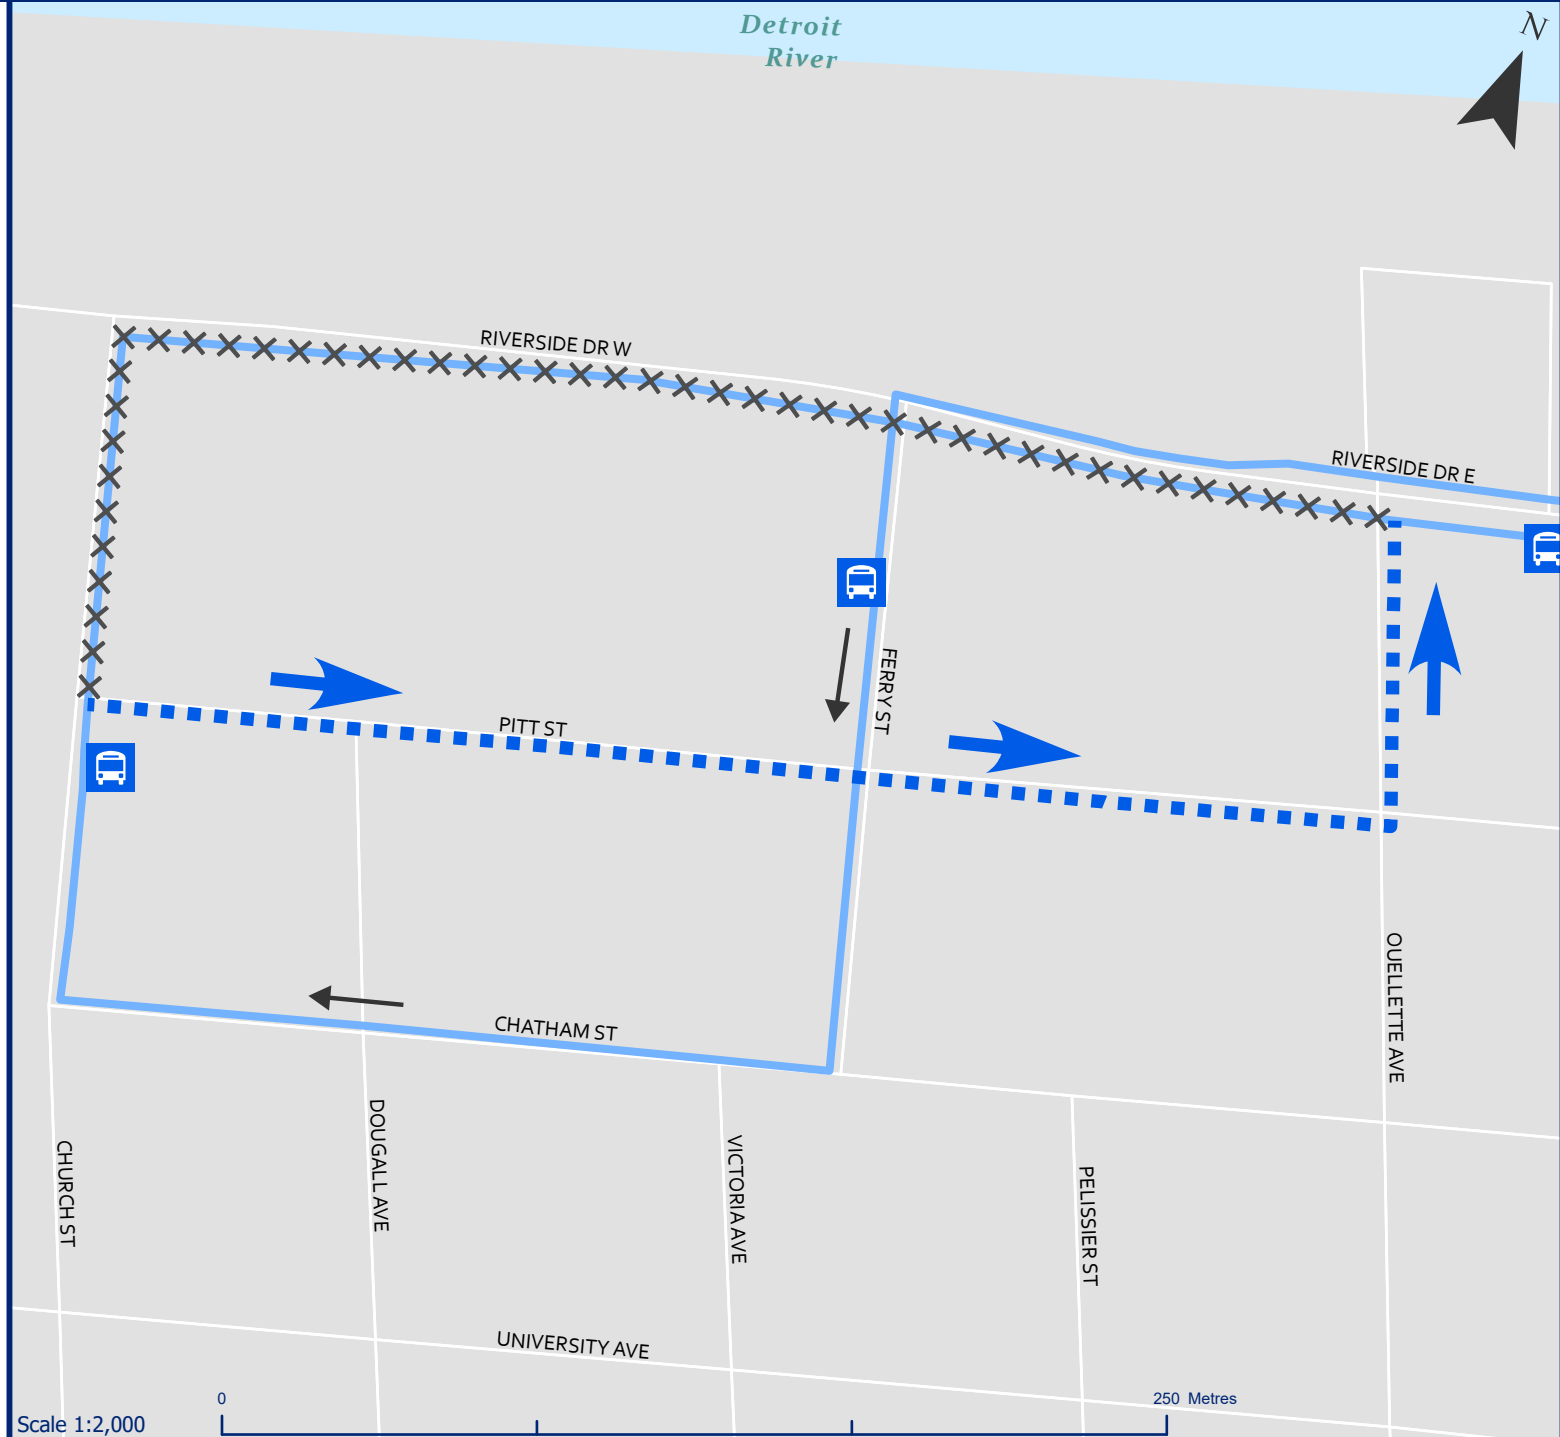 Detroit
River
N
RIVERSIDE DR W
RIVERSIDE DR E
FERRY ST
PITT ST
OUELLETTE AVE
CHATHAM ST
DOUGALL AVE
VICTORIA AVE
CHURCH ST
PELISSIER ST
UNIVERSITY AVE
0
250 Metres
Scale 1:2,000